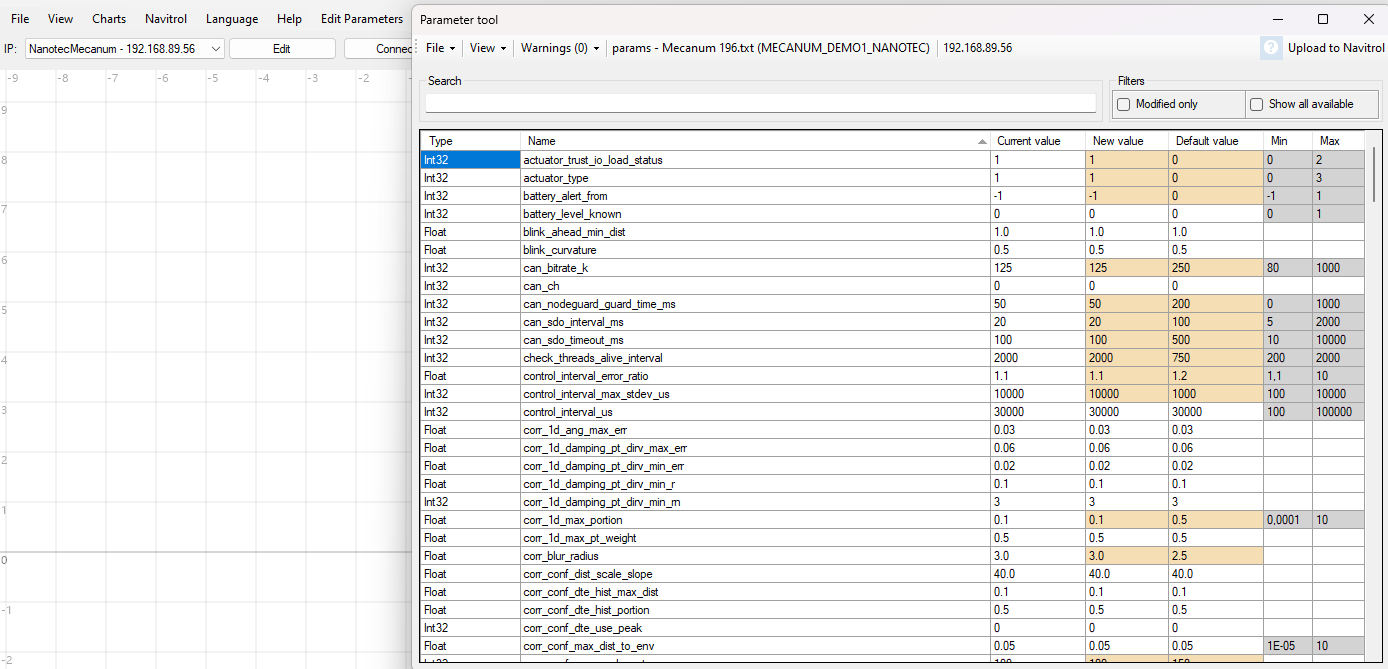 File View Charts Navitrol Language Help Edit Parameters
IP: NanotecMecanum - 192.168.89.56 Edit
-9 -8 -7 -6 -5 -4 -3 -2
9
8
7
6
5
4
3
2
1
0
-1
-2
Parameter tool
File View Warnings (0) params - Mecanum 196.txt (MECANUM_DEMO1_NANOTEC) 192.168.89.56 Upload to Navitrol
Search
Filters
Modified only Show all available
Type Name Current value New value Default value Min Max
Int32 actuator_trust_io_load_status 1 1 0 0 2
Int32 actuator_type 1 1 0 0 3
Int32 battery_alert_from -1 -1 0 -1 1
Int32 battery_level_known 0 0 0 0 1
Float blink_ahead_min_dist 1.0 1.0 1.0
Float blink_curvature 0.5 0.5 0.5
Int32 can_bitrate_k 125 125 250 80 1000
Int32 can_ch 0 0 0
Int32 can_nodeguard_guard_time_ms 50 50 200 0 1000
Int32 can_sdo_interval_ms 20 20 100 5 2000
Int32 can_sdo_timeout_ms 100 100 500 10 10000
Int32 check_threads_alive_interval 2000 2000 750 200 2000
Float control_interval_error_ratio 1.1 1.1 1.2 1,1 10
Int32 control_interval_max_stdev_us 10000 10000 1000 100 10000
Int32 control_interval_us 30000 30000 30000 100 100000
Float corr_1d_ang_max_err 0.03 0.03 0.03
Float corr_1d_damping_pt_dirv_max_err 0.06 0.06 0.06
Float corr_1d_damping_pt_dirv_min_err 0.02 0.02 0.02
Float corr_1d_damping_pt_dirv_min_r 0.1 0.1 0.1
Int32 corr_1d_damping_pt_dirv_min_rn 3 3 3
Float corr_1d_max_portion 0.1 0.1 0.5 0,0001 10
Float corr_1d_max_pt_weight 0.5 0.5 0.5
Float corr_blur_radius 3.0 3.0 2.5
Float corr_conf_dist_scale_slope 40.0 40.0 40.0
Float corr_conf_dte_hist_max_dist 0.1 0.1 0.1
Float corr_conf_dte_hist_portion 0.5 0.5 0.5
Int32 corr_conf_dte_use_peak 0 0 0
Float corr_conf_max_dist_to_env 0.05 0.05 0.05 1E-05 10